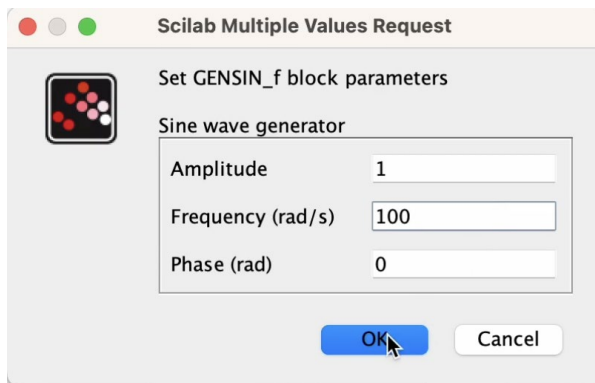 Scilab Multiple Values Request
Set GENSIN_f block parameters
Sine wave generator
Amplitude 1
Frequency (rad/s) 100
Phase (rad) 0
OK Cancel